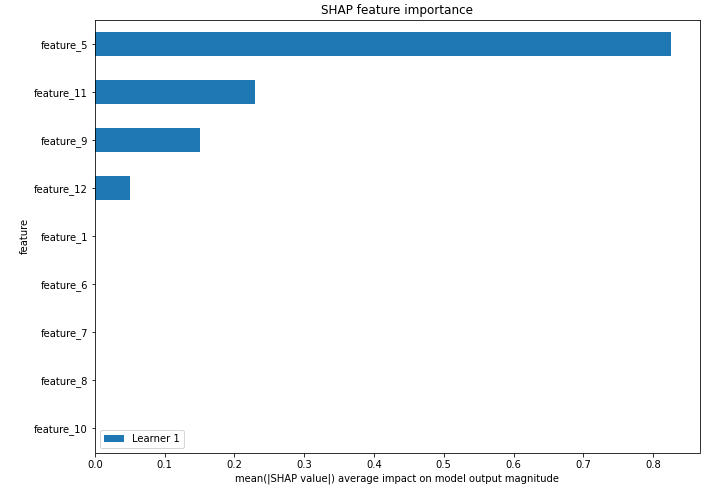 SHAP feature importance
feature_5
feature_11
feature_9
feature_12
feature_1
feature_6
feature_7
feature_8
feature_10
feature
Learner 1
0.0 0.1 0.2 0.3 0.4 0.5 0.6 0.7 0.8
mean(|SHAP value|) average impact on model output magnitude